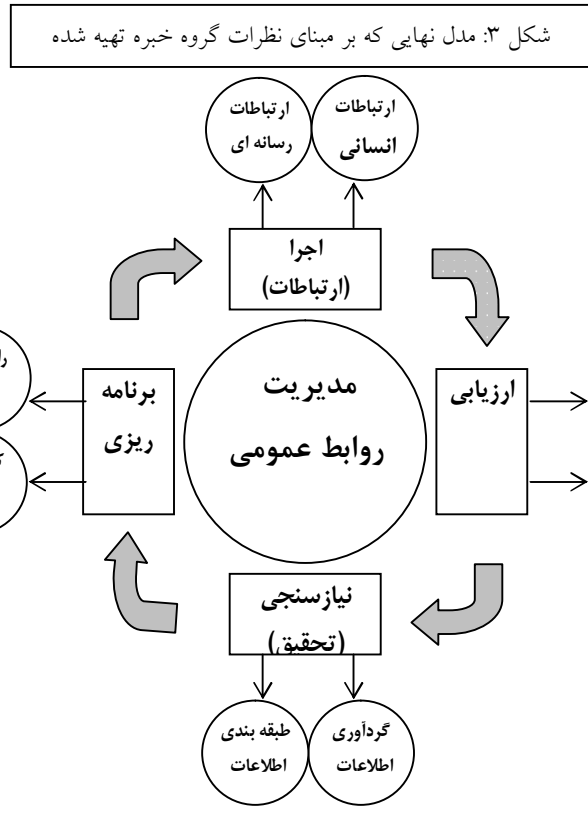 شکل ۳: مدل نهایی که بر مبنای نظرات گروه خبره تهیه شده
ارتباطات
انسانی
ارتباطات
رسانه ای
اجرا
(ارتباطات)
ارزیابی
مدیریت
روابط عمومی
برنامه
ریزی
نیازسنجی
(تحقیق)
گردآوری
اطلاعات
طبقه بندی
اطلاعات